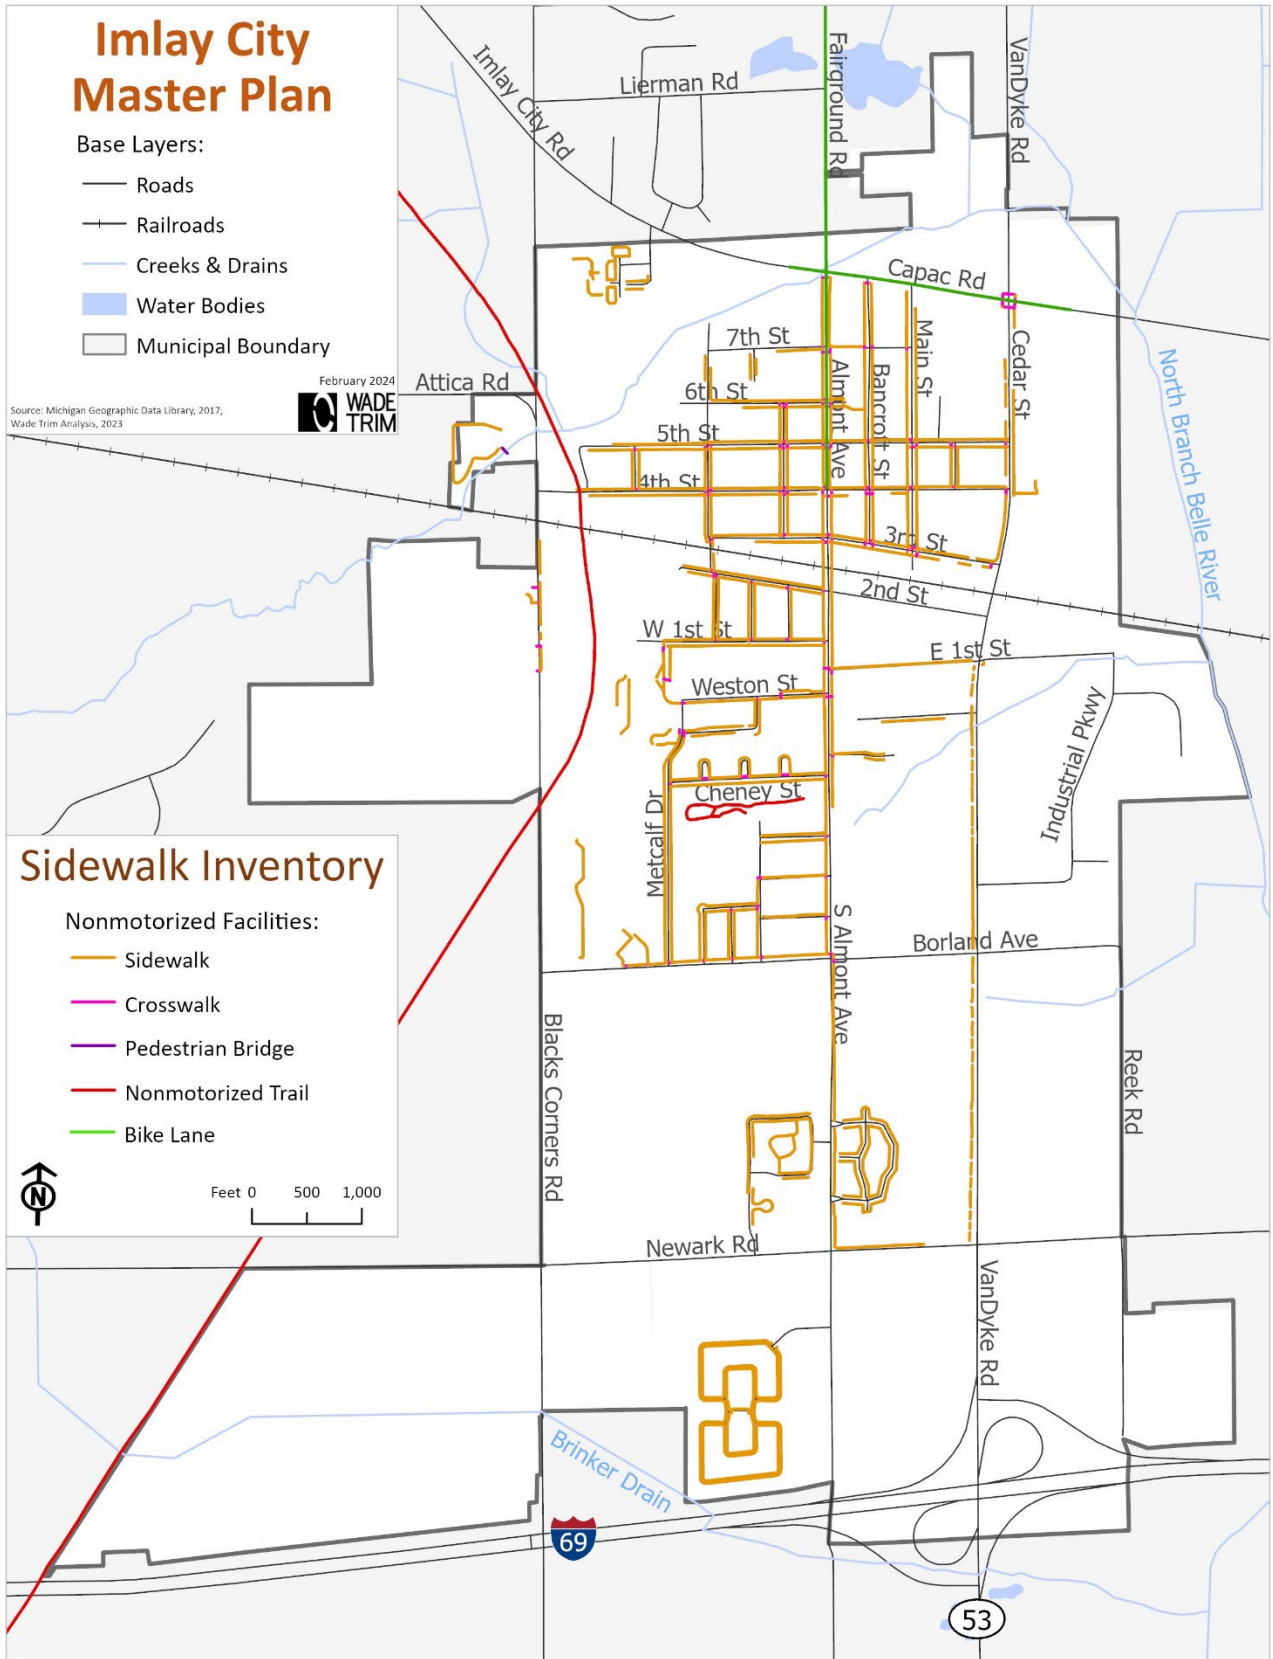 Imlay City
Master Plan
Base Layers:
Roads
Railroads
Creeks & Drains
Water Bodies
Municipal Boundary
February 2024
Source: Michigan Geographic Data Library, 2017;
Wade Trim Analysis, 2023
WADE
TRIM
Imlay City Rd
Lierman Rd
Fairground Rd
VanDyke Rd
Capac Rd
7th St
Main St
Cedar St
Attica Rd
6th St
Almont Ave
Bancroft St
5th St
4th St
3rd St
North Branch Belle River
2nd St
W 1st St
E 1st St
Weston St
Industrial Pkwy
Cheney St
Metcalf Dr
S Almont Ave
Borland Ave
Blacks Corners Rd
Reek Rd
Newark Rd
VanDyke Rd
Brinker Drain
69
53
Sidewalk Inventory
Nonmotorized Facilities:
Sidewalk
Crosswalk
Pedestrian Bridge
Nonmotorized Trail
Bike Lane
N
Feet 0 500 1,000